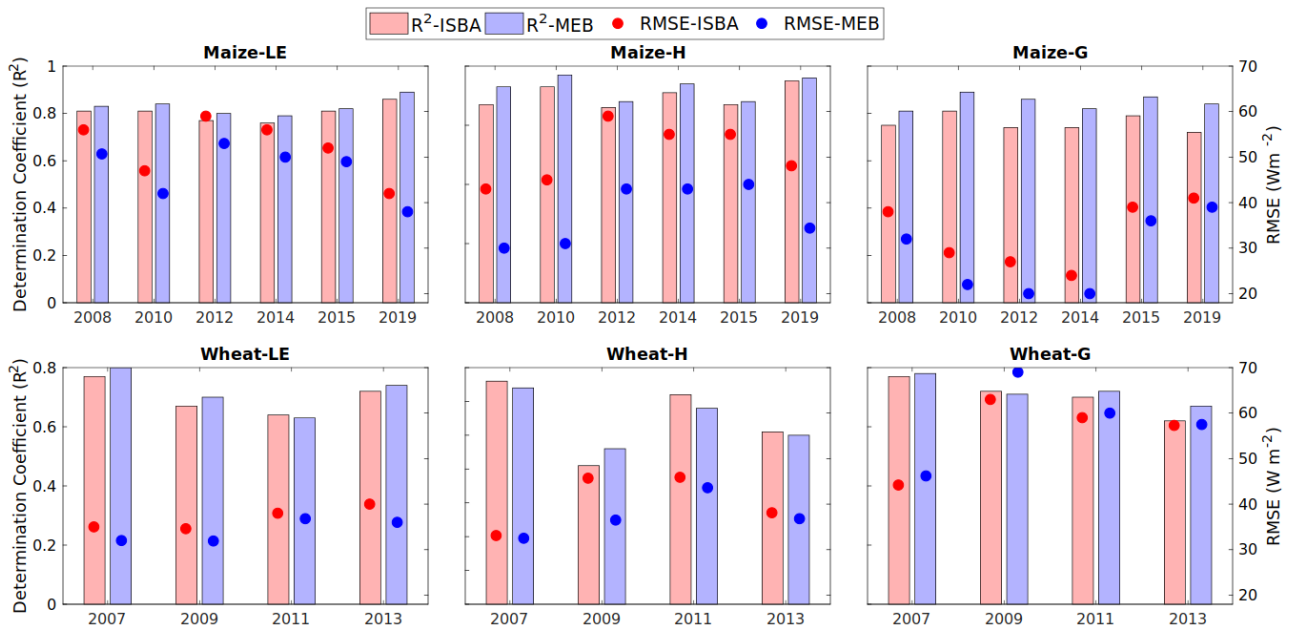 R2-ISBA R2-MEB RMSE-ISBA RMSE-MEB
Maize-LE Maize-H Maize-G
Determination Coefficient (R2)
1
0.8
0.6
0.4
0.2
0
2008 2010 2012 2014 2015 2019
2008 2010 2012 2014 2015 2019
2008 2010 2012 2014 2015 2019
70
60
50
40
30
20
RMSE (Wm -2)
Wheat-LE Wheat-H Wheat-G
Determination Coefficient (R2)
0.8
0.6
0.4
0.2
0
2007 2009 2011 2013
2007 2009 2011 2013
2007 2009 2011 2013
70
60
50
40
30
20
RMSE (W m-2)